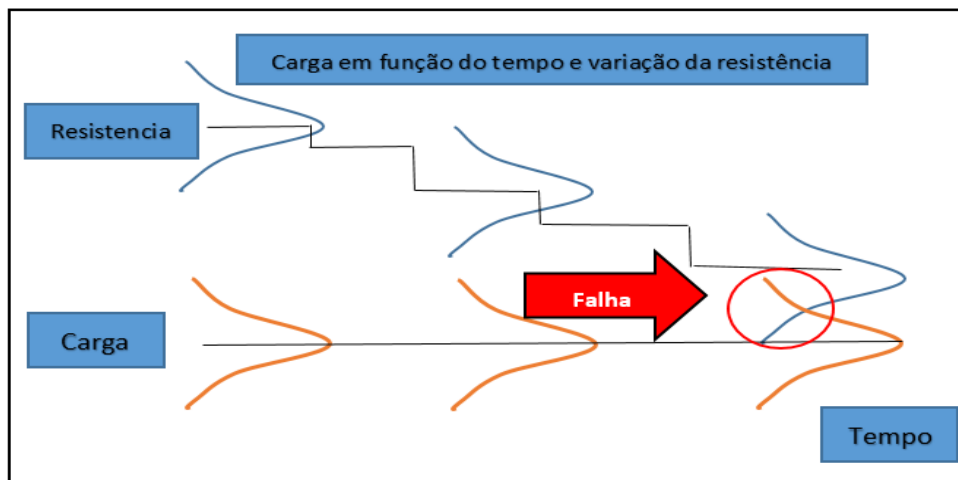 Carga em função do tempo e variação da resistência
Resistencia
Falha
Carga
Tempo